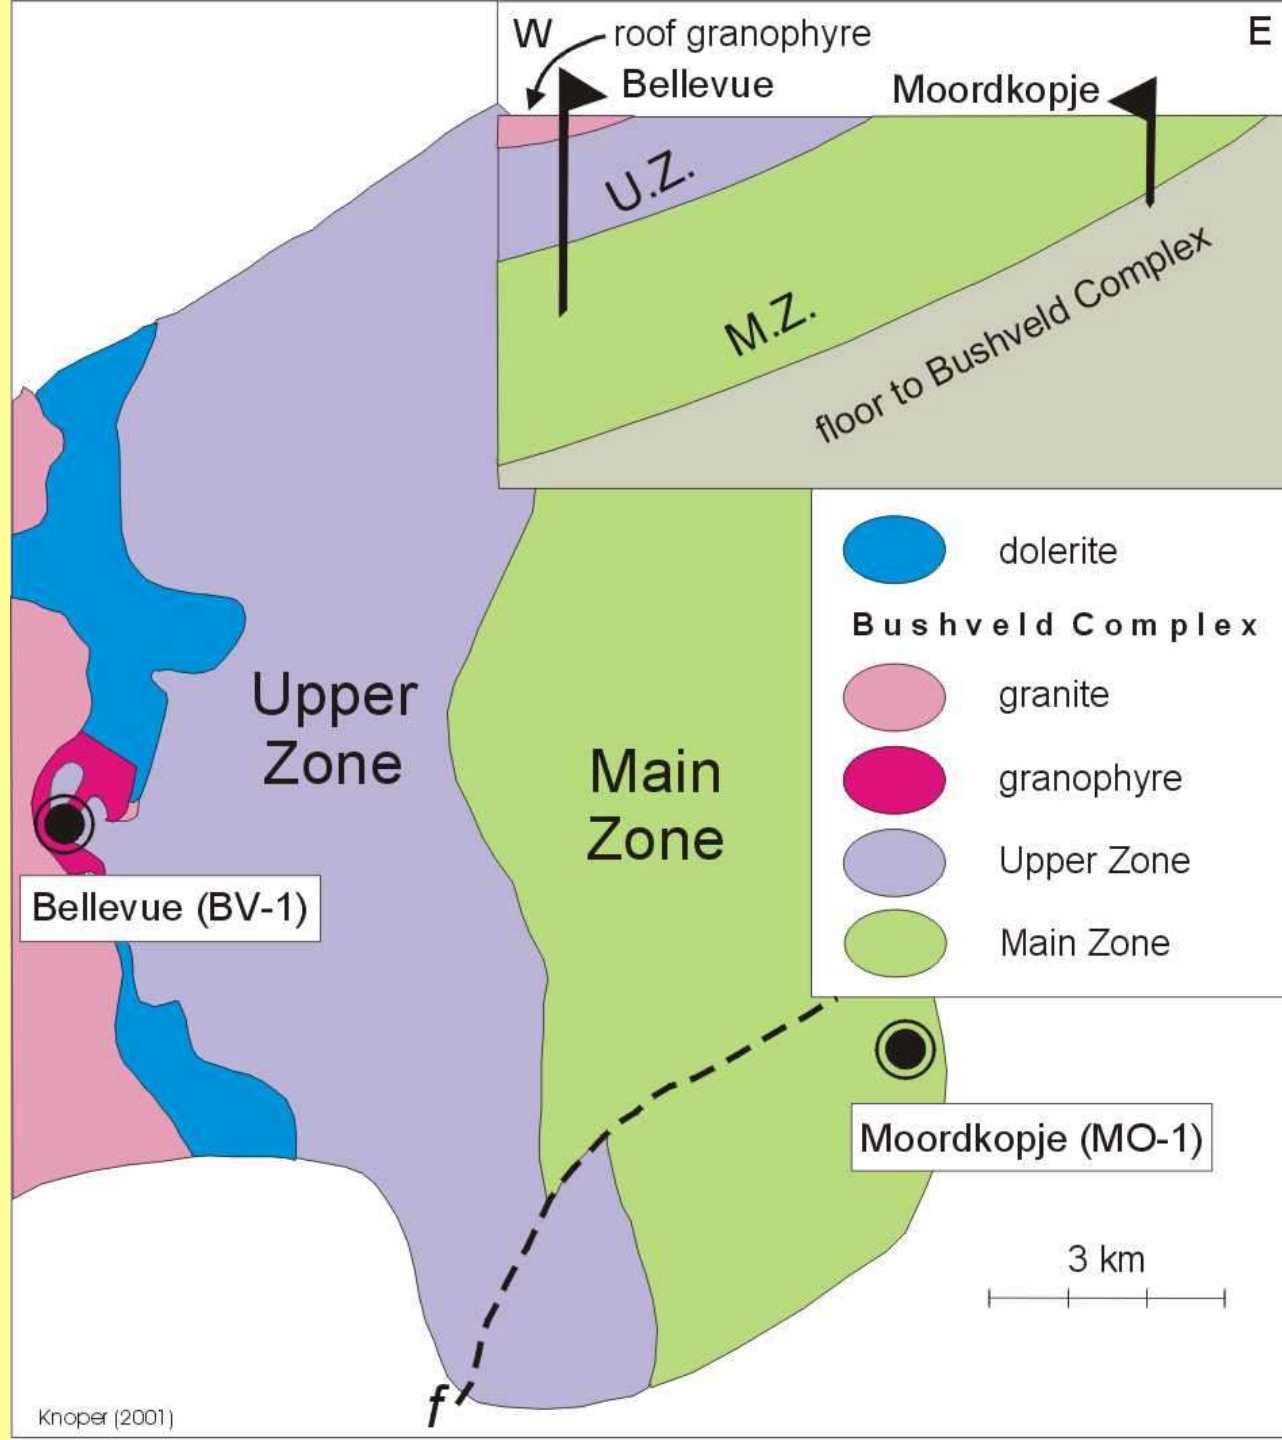 W
roof granophyre
E
Bellevue
Moordkopje
U.Z.
M.Z.
floor to Bushveld Complex
dolerite
Bushveld Complex
granite
granophyre
Upper Zone
Main Zone
Upper
Zone
Main
Zone
Bellevue (BV-1)
Moordkopje (MO-1)
3 km
f
Knoper (2001)